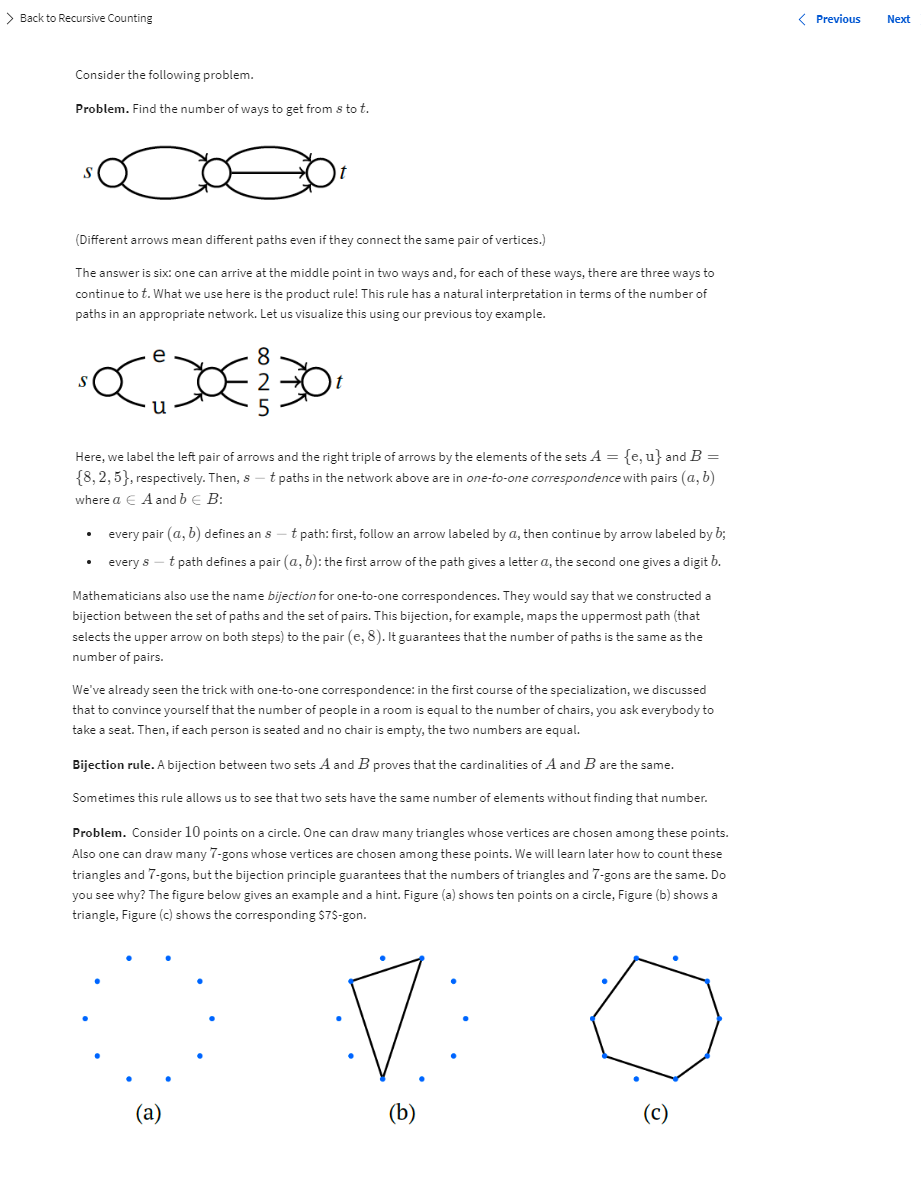 Back to Recursive Counting
Previous
Next
Consider the following problem.
Problem. Find the number of ways to get from s to t.
s
t
(Different arrows mean different paths even if they connect the same pair of vertices.)
The answer is six: one can arrive at the middle point in two ways and, for each of these ways, there are three ways to
continue to t. What we use here is the product rule! This rule has a natural interpretation in terms of the number of
paths in an appropriate network. Let us visualize this using our previous toy example.
e
8
s
2
t
u
5
Here, we label the left pair of arrows and the right triple of arrows by the elements of the sets A = {e, u} and B =
{8, 2, 5}, respectively. Then, s − t paths in the network above are in one-to-one correspondence with pairs (a, b)
where a ∈ A and b ∈ B:
• every pair (a, b) defines an s − t path: first, follow an arrow labeled by a, then continue by arrow labeled by b;
• every s − t path defines a pair (a, b): the first arrow of the path gives a letter a, the second one gives a digit b.
Mathematicians also use the name bijection for one-to-one correspondences. They would say that we constructed a
bijection between the set of paths and the set of pairs. This bijection, for example, maps the uppermost path (that
selects the upper arrow on both steps) to the pair (e, 8). It guarantees that the number of paths is the same as the
number of pairs.
We've already seen the trick with one-to-one correspondence: in the first course of the specialization, we discussed
that to convince yourself that the number of people in a room is equal to the number of chairs, you ask everybody to
take a seat. Then, if each person is seated and no chair is empty, the two numbers are equal.
Bijection rule. A bijection between two sets A and B proves that the cardinalities of A and B are the same.
Sometimes this rule allows us to see that two sets have the same number of elements without finding that number.
Problem. Consider 10 points on a circle. One can draw many triangles whose vertices are chosen among these points.
Also one can draw many 7-gons whose vertices are chosen among these points. We will learn later how to count these
triangles and 7-gons, but the bijection principle guarantees that the numbers of triangles and 7-gons are the same. Do
you see why? The figure below gives an example and a hint. Figure (a) shows ten points on a circle, Figure (b) shows a
triangle, Figure (c) shows the corresponding $7$-gon.
(a)
(b)
(c)